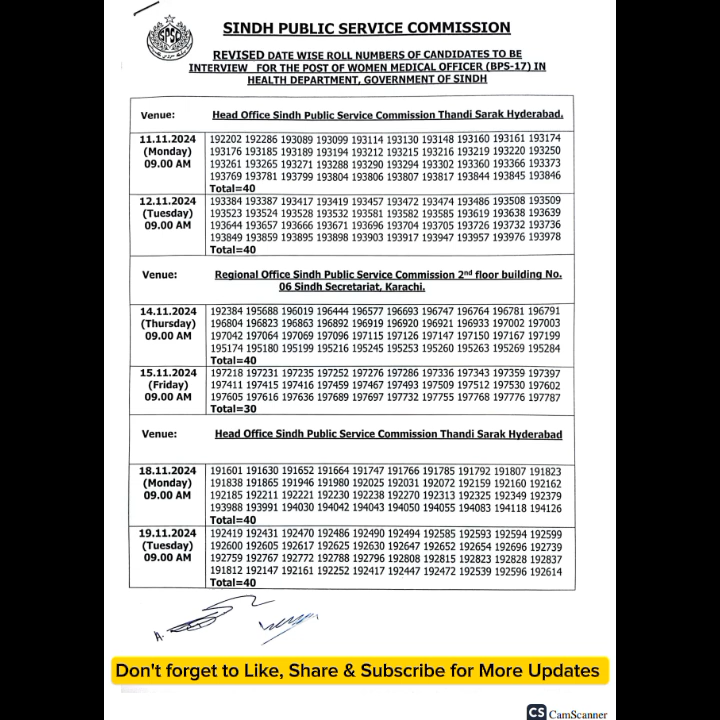 SPSC
SINDH PUBLIC SERVICE COMMISSION
REVISED DATE WISE ROLL NUMBERS OF CANDIDATES TO BE
INTERVIEW FOR THE POST OF WOMEN MEDICAL OFFICER (BPS-17) IN
HEALTH DEPARTMENT, GOVERNMENT OF SINDH
Venue: Head Office Sindh Public Service Commission Thandi Sarak Hyderabad.
11.11.2024 192202 192286 193089 193099 193114 193130 193148 193160 193161 193174
(Monday) 193176 193185 193189 193194 193212 193215 193216 193219 193220 193250
09.00 AM 193261 193265 193271 193288 193290 193294 193302 193360 193366 193373
193769 193781 193799 193804 193806 193807 193817 193844 193845 193846
Total=40
12.11.2024 193384 193387 193417 193419 193457 193472 193474 193486 193508 193509
(Tuesday) 193523 193524 193528 193532 193581 193582 193585 193619 193638 193639
09.00 AM 193644 193657 193666 193671 193696 193704 193705 193726 193732 193736
193849 193859 193895 193898 193903 193917 193947 193957 193976 193978
Total=40
Venue: Regional Office Sindh Public Service Commission 2nd floor building No.
06 Sindh Secretariat, Karachi.
14.11.2024 192384 195688 196019 196444 196577 196693 196747 196764 196781 196791
(Thursday) 196804 196823 196863 196892 196919 196920 196921 196933 197002 197003
09.00 AM 197042 197064 197069 197096 197115 197126 197147 197150 197167 197199
195174 195180 195199 195216 195245 195253 195260 195263 195269 195284
Total=40
15.11.2024 197218 197231 197235 197252 197276 197286 197336 197343 197359 197397
(Friday) 197411 197415 197416 197459 197467 197493 197509 197512 197530 197602
09.00 AM 197605 197616 197636 197689 197697 197732 197755 197768 197776 197787
Total=30
Venue: Head Office Sindh Public Service Commission Thandi Sarak Hyderabad
18.11.2024 191601 191630 191652 191664 191747 191766 191785 191792 191807 191823
(Monday) 191838 191865 191946 191980 192025 192031 192072 192159 192160 192162
09.00 AM 192185 192211 192221 192230 192238 192270 192313 192325 192349 192379
193988 193991 194030 194042 194043 194050 194055 194083 194118 194126
Total=40
19.11.2024 192419 192431 192470 192486 192490 192494 192585 192593 192594 192599
(Tuesday) 192600 192605 192617 192625 192630 192647 192652 192654 192696 192739
09.00 AM 192759 192767 192772 192788 192796 192808 192815 192823 192828 192837
191812 192147 192161 192252 192417 192447 192472 192539 192596 192614
Total=40
Don't forget to Like, Share & Subscribe for More Updates
CS CamScanner